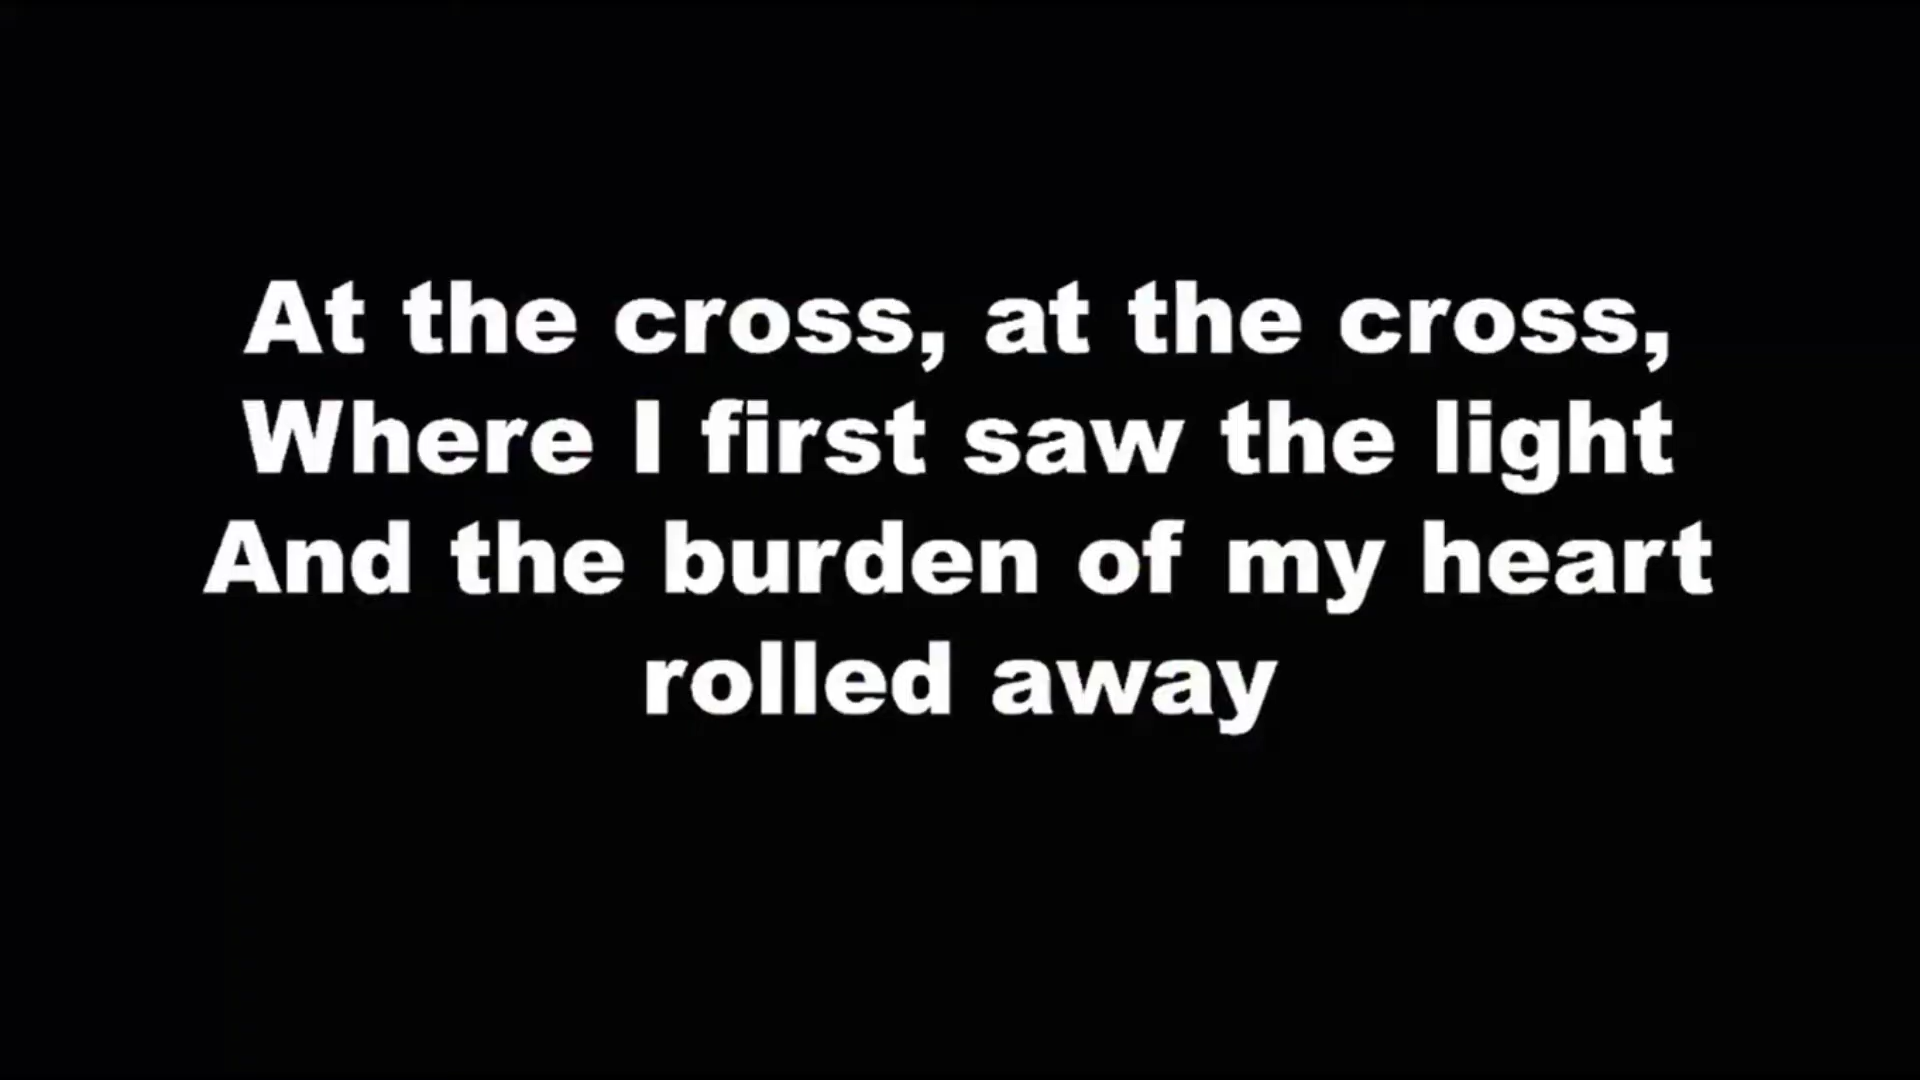 At the cross, at the cross,
Where I first saw the light
And the burden of my heart
rolled away